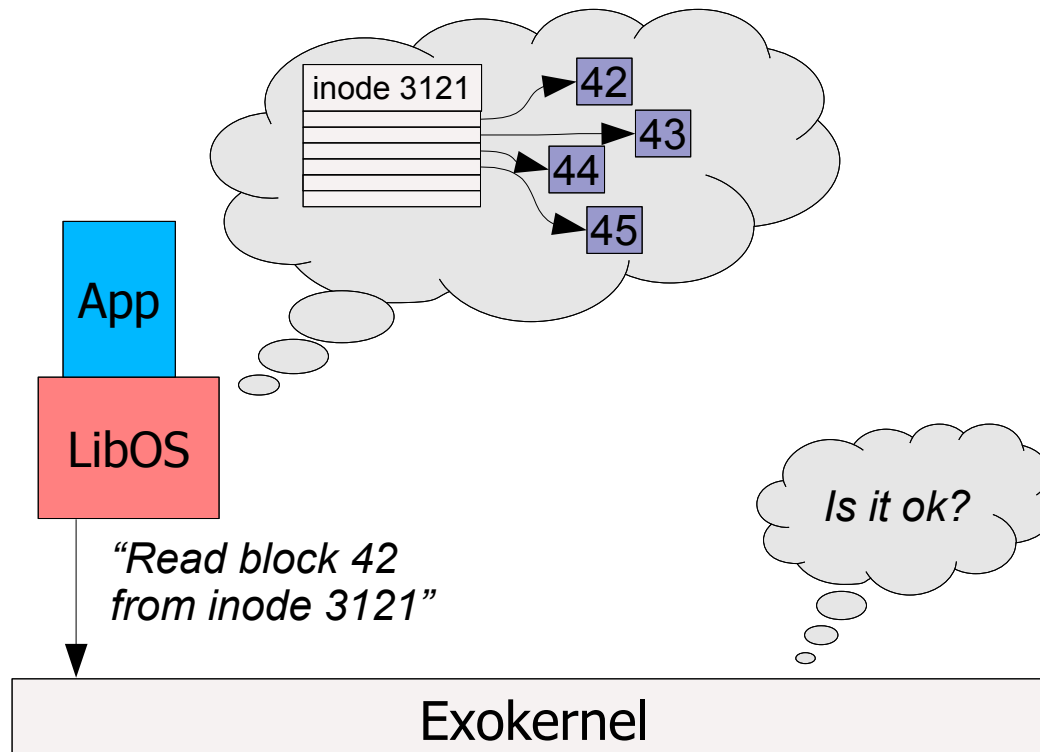 inode 3121
42
43
44
45
App
LibOS
Is it ok?
“Read block 42
from inode 3121”
Exokernel